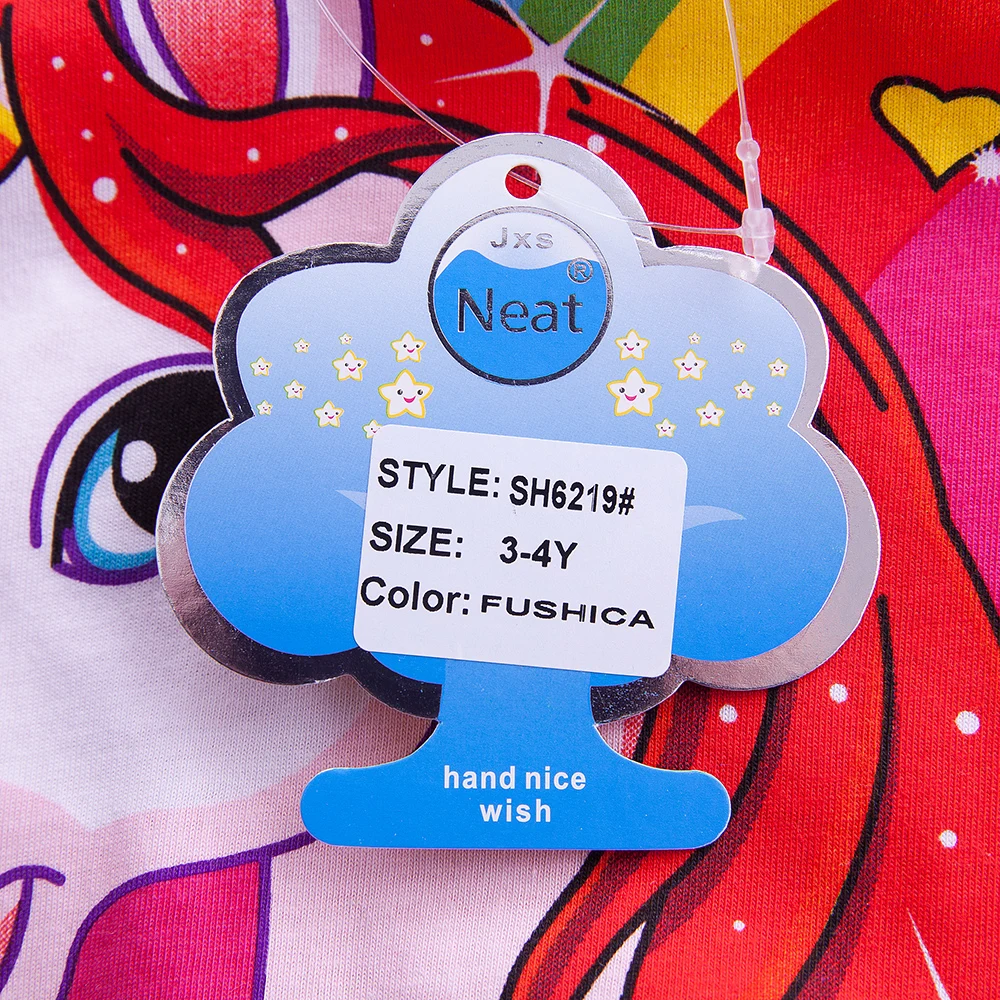 Jxs
Neat®
STYLE: SH6219#
SIZE: 3-4Y
Color: FUSHICA
hand nice
wish